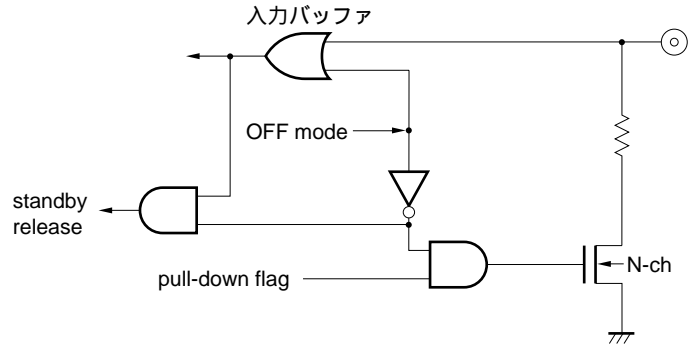 入力バッファ
OFF mode
standby
release
pull-down flag
N-ch